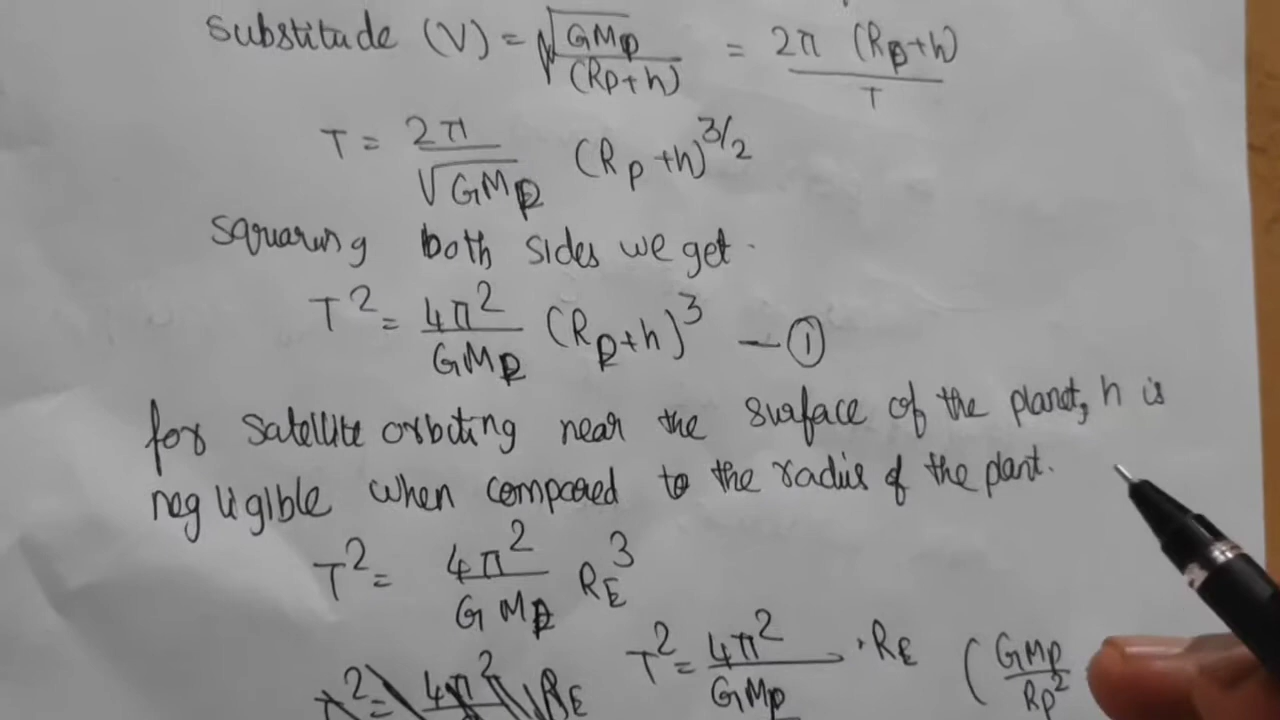 Substitude (V) = √GMp/(Rp+h) = 2π (Rp+h)/T
T = 2π/√GMp (Rp+h)^3/2
Squaring both sides we get.
T² = 4π²/GMp (Rp+h)³ — ①
for satellite orbiting near the surface of the planet, h is
negligible when compared to the radius of the plant.
T² = 4π²/GMp RE³
T² = 4π²/GMp . RE (GMp/Rp²